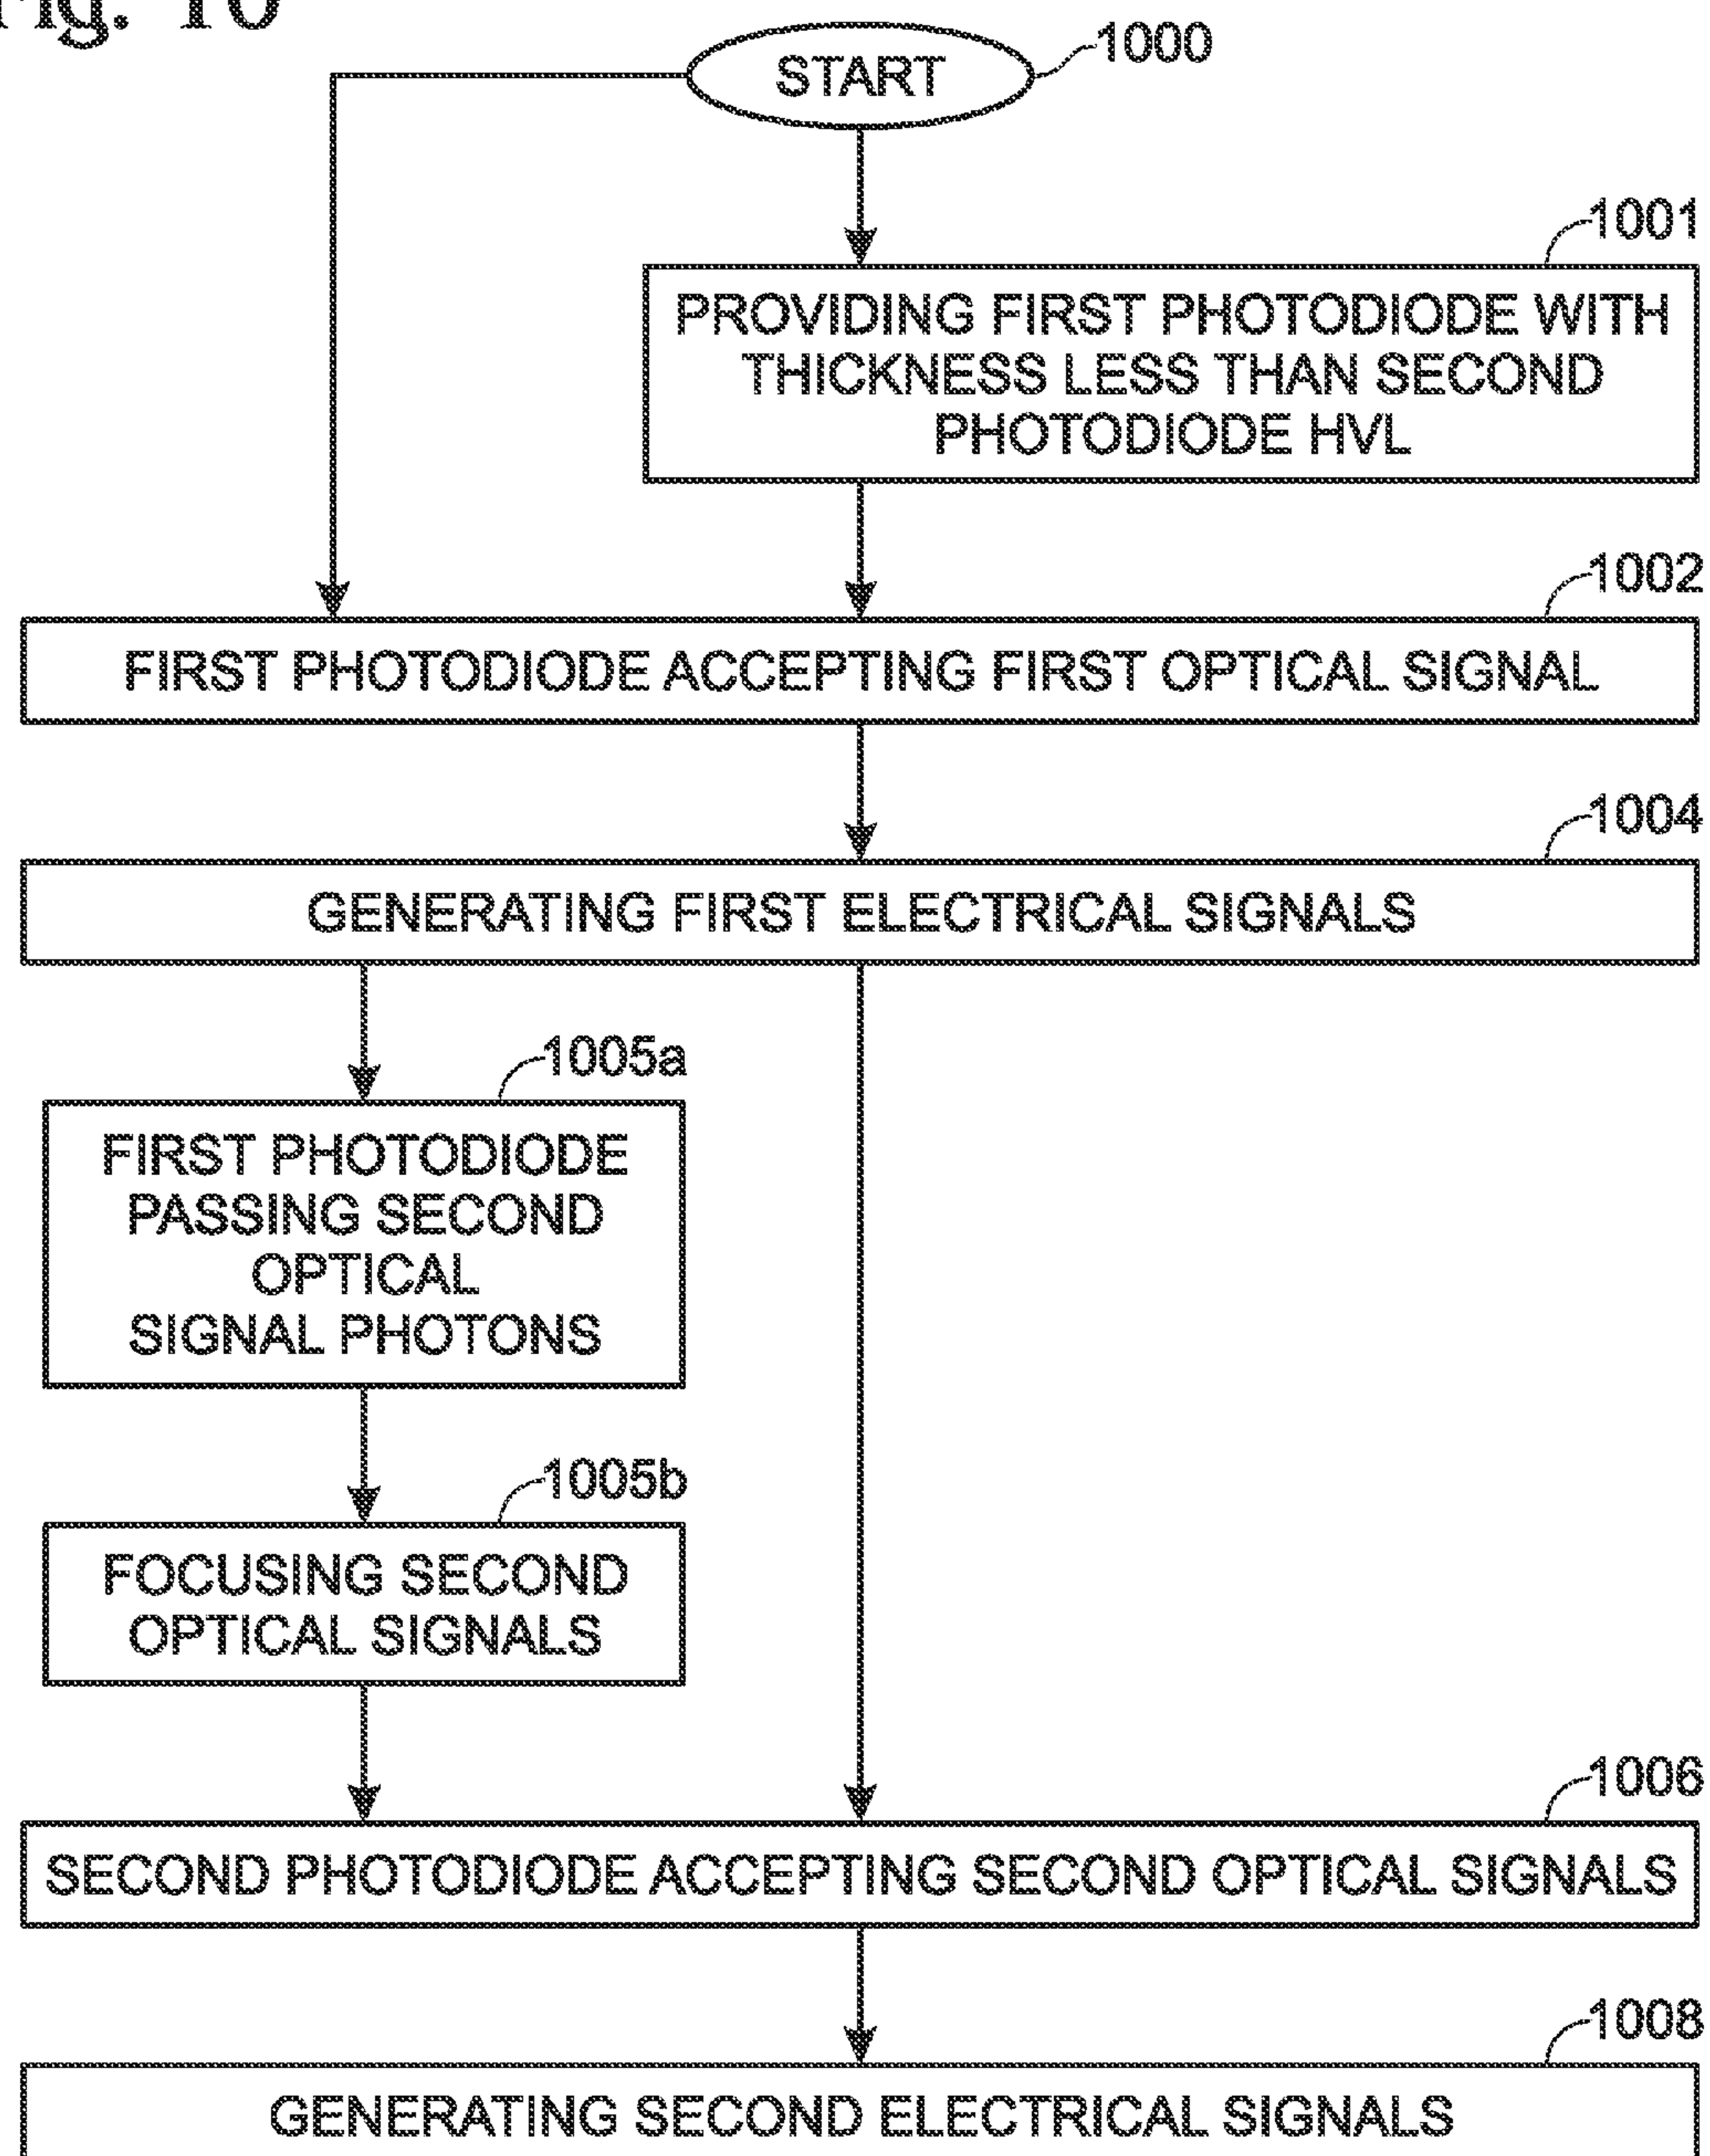 Fig. 10
START
1000
1001
PROVIDING FIRST PHOTODIODE WITH
THICKNESS LESS THAN SECOND
PHOTODIODE HVL
1002
FIRST PHOTODIODE ACCEPTING FIRST OPTICAL SIGNAL
1004
GENERATING FIRST ELECTRICAL SIGNALS
1005a
FIRST PHOTODIODE
PASSING SECOND
OPTICAL
SIGNAL PHOTONS
1005b
FOCUSING SECOND
OPTICAL SIGNALS
1006
SECOND PHOTODIODE ACCEPTING SECOND OPTICAL SIGNALS
1008
GENERATING SECOND ELECTRICAL SIGNALS